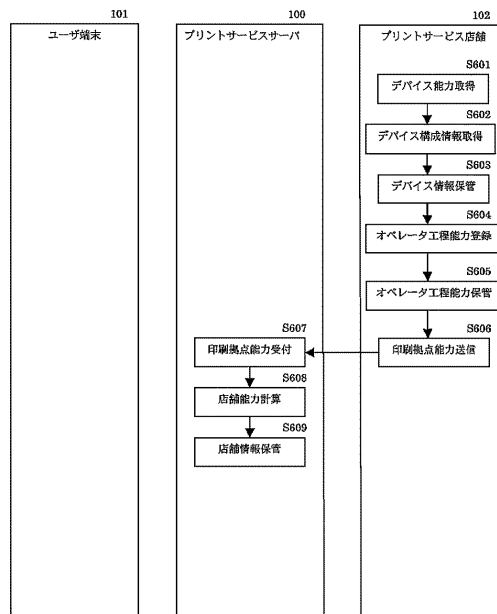 101
100
102
ユーザ端末
プリントサービスサーバ
プリントサービス店舗
S601
デバイス能力取得
S602
デバイス構成情報取得
S603
デバイス情報保管
S604
オペレータ工程能力登録
S605
オペレータ工程能力保管
S607
S606
印刷拠点能力受付
印刷拠点能力送信
S608
店舗能力計算
S609
店舗情報保管